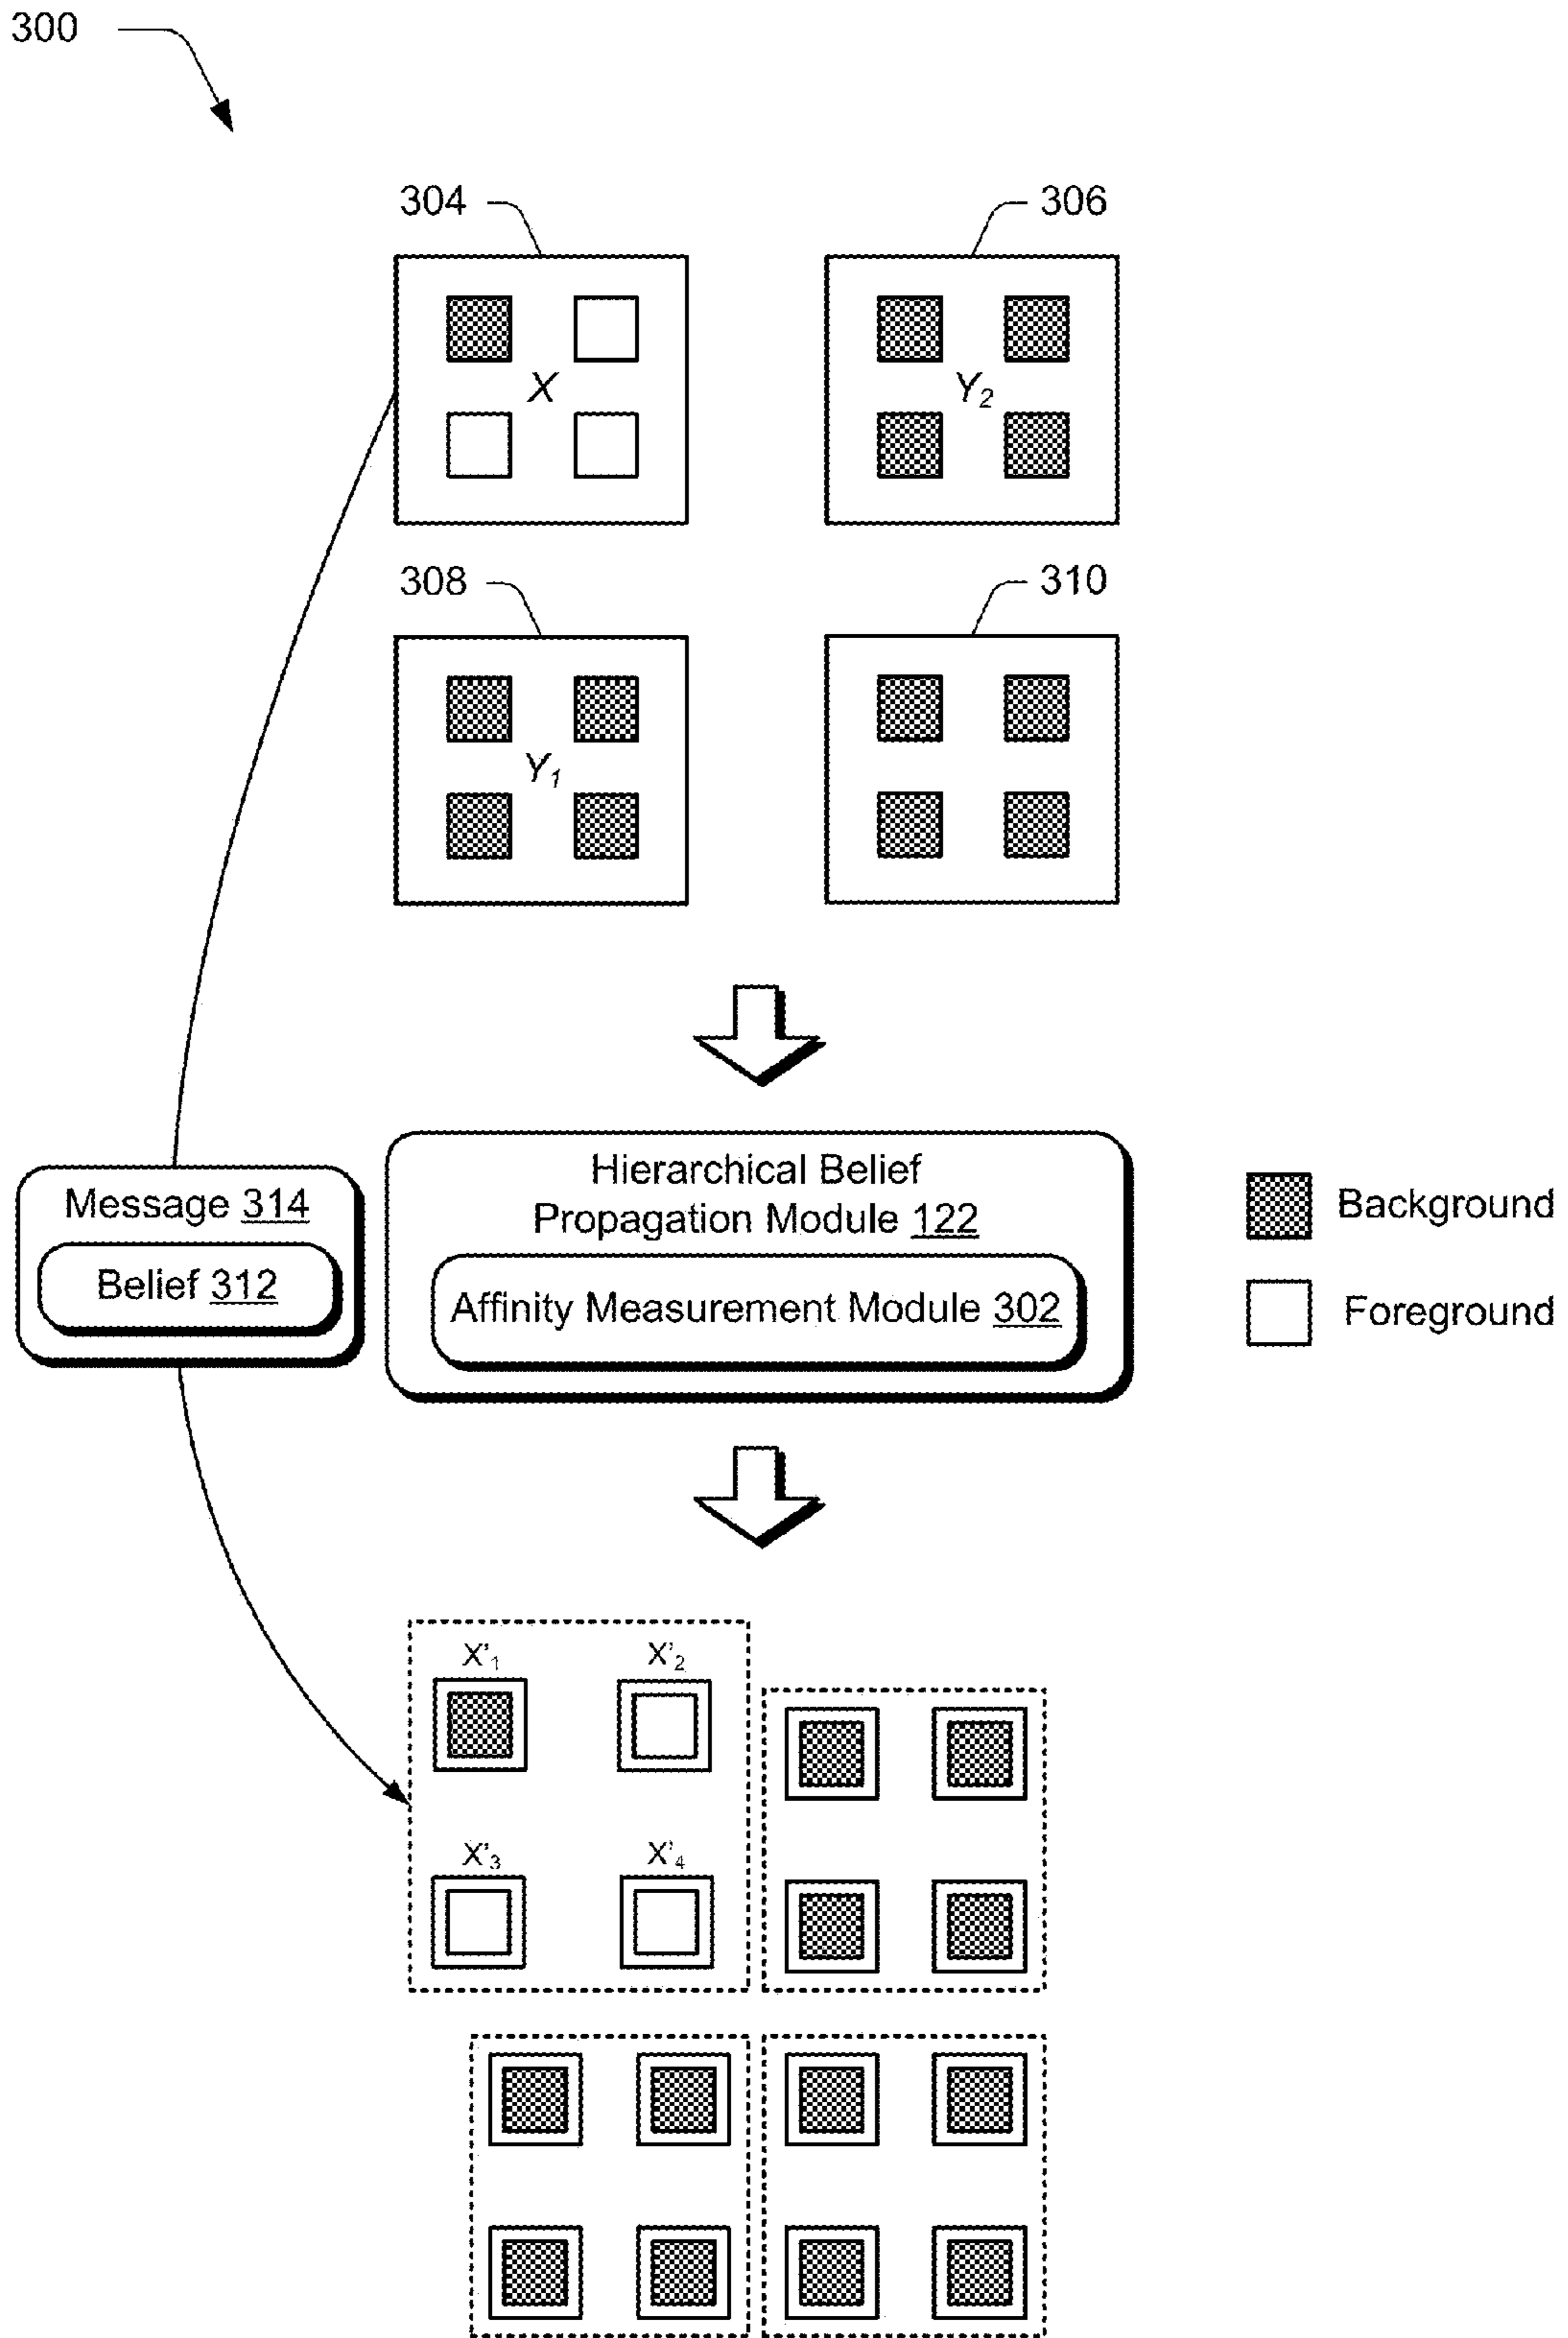 300
304
306
X
Y2
308
310
Y1
Message 314
Belief 312
Hierarchical Belief
Propagation Module 122
Affinity Measurement Module 302
Background
Foreground
X'1
X'2
X'3
X'4